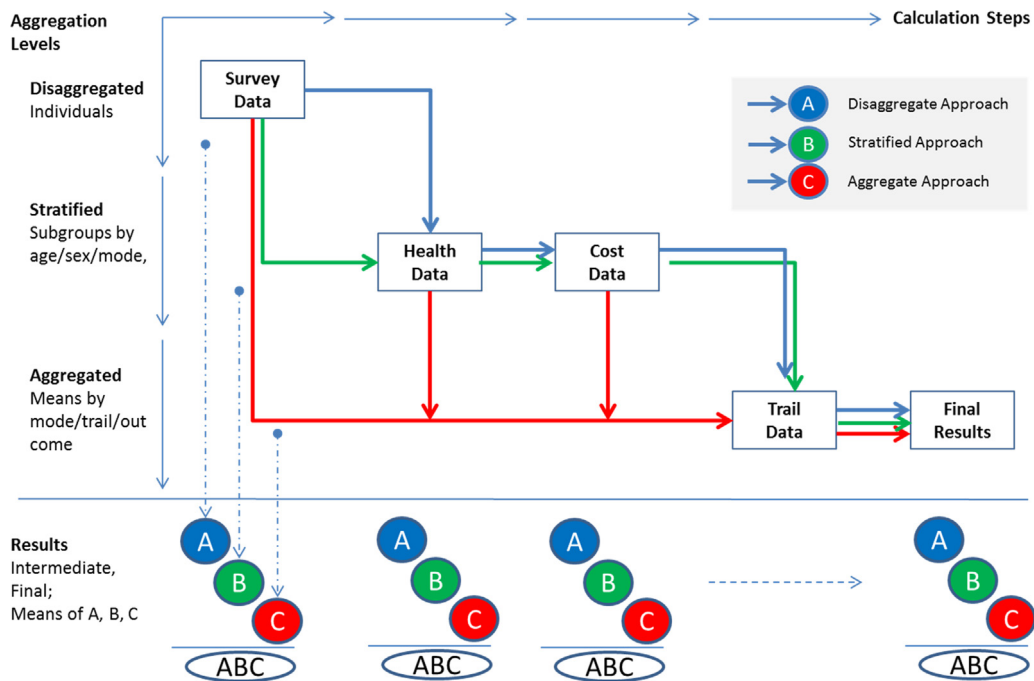 Aggregation
Levels
Calculation Steps
Disaggregated
Individuals
Survey
Data
A Disaggregate Approach
B Stratified Approach
C Aggregate Approach
Stratified
Subgroups by
age/sex/mode,
Health
Data
Cost
Data
Aggregated
Means by
mode/trail/out
come
Trail
Data
Final
Results
Results
Intermediate,
Final;
Means of A, B, C
A
B
C
ABC
A
B
C
ABC
A
B
C
ABC
A
B
C
ABC